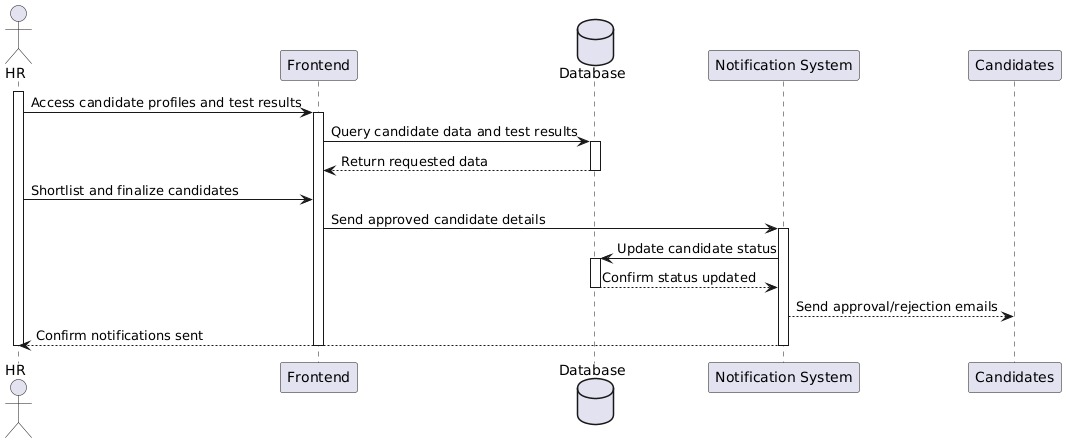 HR
Frontend
Database
Notification System
Candidates
Access candidate profiles and test results
Query candidate data and test results
Return requested data
Shortlist and finalize candidates
Send approved candidate details
Update candidate status
Confirm status updated
Send approval/rejection emails
Confirm notifications sent
HR
Frontend
Database
Notification System
Candidates